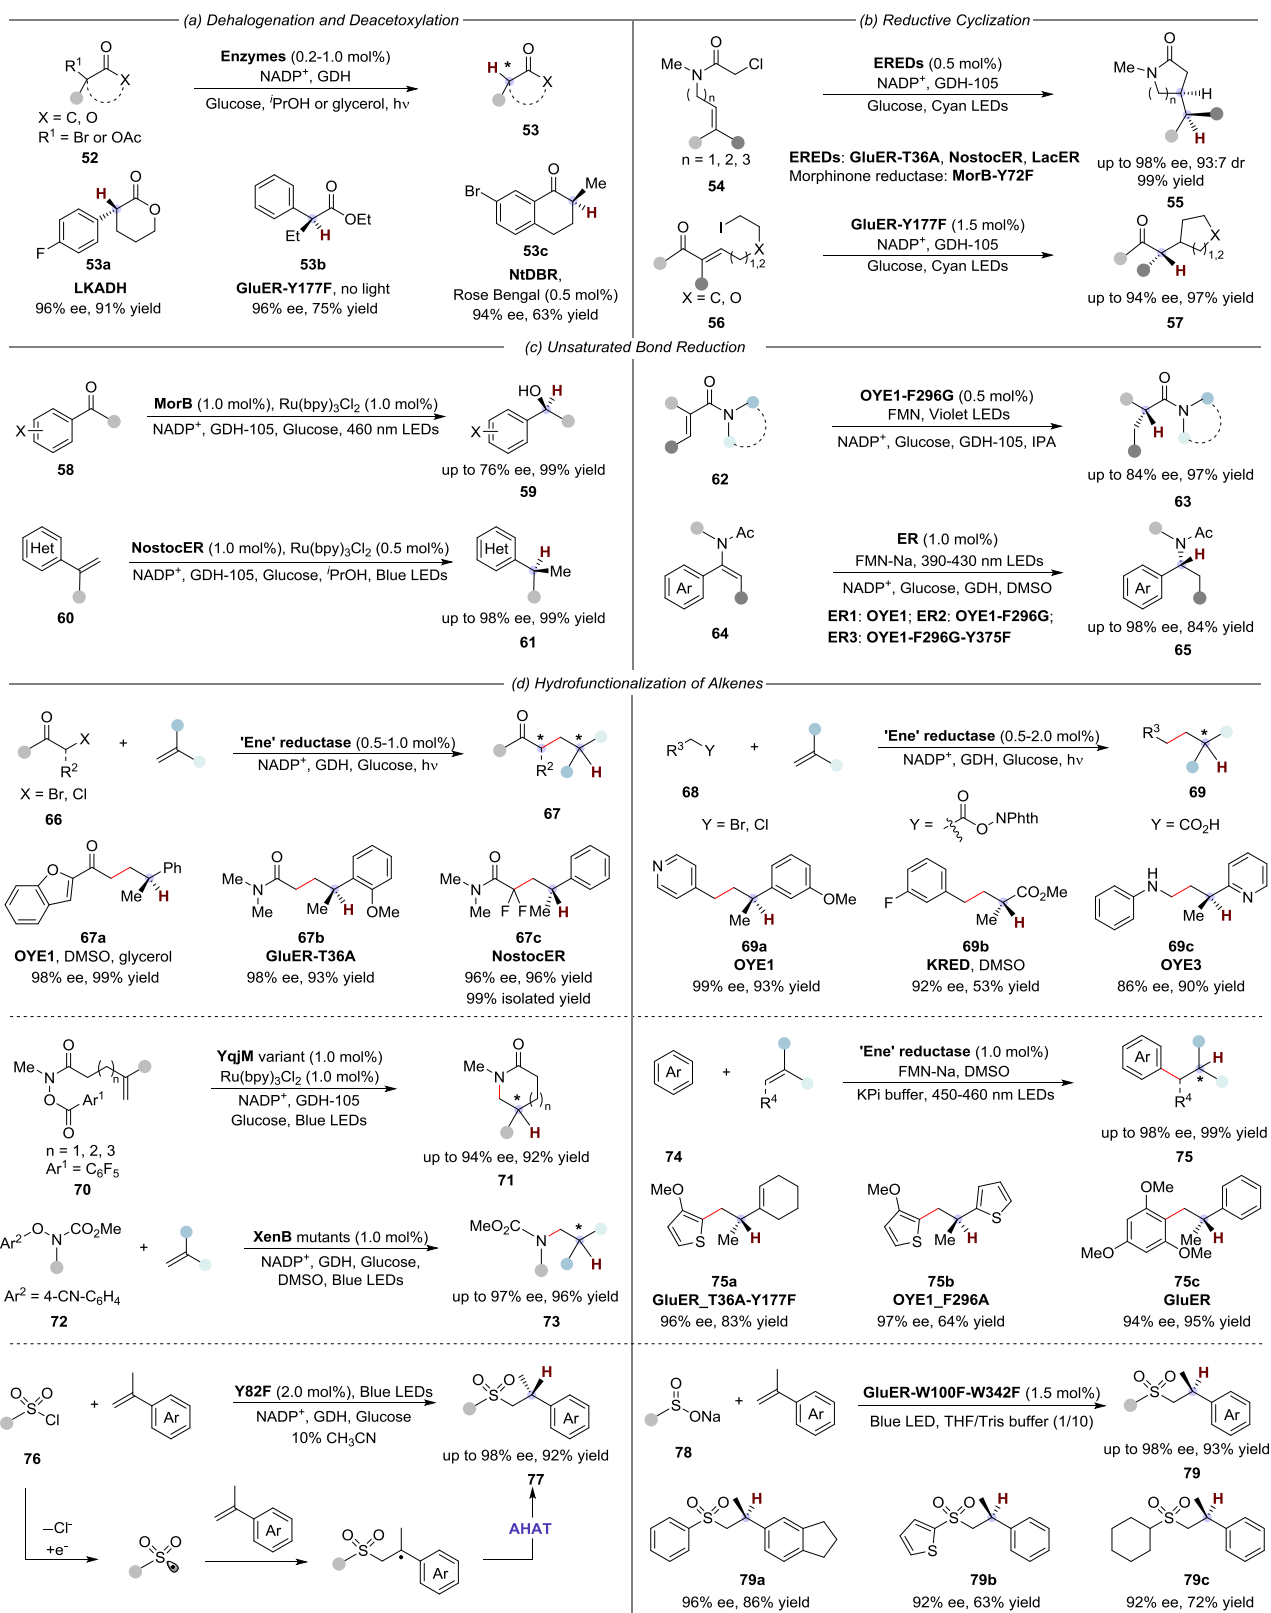 (a) Dehalogenation and Deacetoxylation
R¹ O X
X = C, O
R¹ = Br or OAc
52
Enzymes (0.2-1.0 mol%)
NADP⁺, GDH
Glucose, ⁱPrOH or glycerol, hν
H * O X
53
F H O O
53a
LKADH
96% ee, 91% yield
O OEt Et H
53b
GluER-Y177F, no light
96% ee, 75% yield
Br O Me H
53c
NtDBR,
Rose Bengal (0.5 mol%)
94% ee, 63% yield
(b) Reductive Cyclization
O Me N Cl n
n = 1, 2, 3
54
EREDs (0.5 mol%)
NADP⁺, GDH-105
Glucose, Cyan LEDs
EREDs: GluER-T36A, NostocER, LacER
Morphinone reductase: MorB-Y72F
O Me N n H H
up to 98% ee, 93:7 dr
99% yield
55
I O X 1,2
X = C, O
56
GluER-Y177F (1.5 mol%)
NADP⁺, GDH-105
Glucose, Cyan LEDs
O X 1,2 H
up to 94% ee, 97% yield
57
(c) Unsaturated Bond Reduction
O X
58
MorB (1.0 mol%), Ru(bpy)₃Cl₂ (1.0 mol%)
NADP⁺, GDH-105, Glucose, 460 nm LEDs
HO H X
up to 76% ee, 99% yield
59
Het
60
NostocER (1.0 mol%), Ru(bpy)₃Cl₂ (0.5 mol%)
NADP⁺, GDH-105, Glucose, ⁱPrOH, Blue LEDs
Het H Me
up to 98% ee, 99% yield
61
O N
62
OYE1-F296G (0.5 mol%)
FMN, Violet LEDs
NADP⁺, Glucose, GDH-105, IPA
O N H
up to 84% ee, 97% yield
63
N Ac Ar
64
ER (1.0 mol%)
FMN-Na, 390-430 nm LEDs
NADP⁺, Glucose, GDH, DMSO
ER1: OYE1; ER2: OYE1-F296G;
ER3: OYE1-F296G-Y375F
N Ac H Ar
up to 98% ee, 84% yield
65
(d) Hydrofunctionalization of Alkenes
O X R² +
X = Br, Cl
66
'Ene' reductase (0.5-1.0 mol%)
NADP⁺, GDH, Glucose, hν
O * * R² H
67
O O Ph Me H
67a
OYE1, DMSO, glycerol
98% ee, 99% yield
O Me N Me Me H OMe
67b
GluER-T36A
98% ee, 93% yield
O Me N Me F F Me H
67c
NostocER
96% ee, 96% yield
99% isolated yield
R³ Y +
68
'Ene' reductase (0.5-2.0 mol%)
NADP⁺, GDH, Glucose, hν
R³ * H
69
Y = Br, Cl
Y = O O NPhth
Y = CO₂H
N Me H OMe
69a
OYE1
99% ee, 93% yield
F COOMe Me H
69b
KRED, DMSO
92% ee, 53% yield
H N Me H N
69c
OYE3
86% ee, 90% yield
O Me N n O Ar¹ O
n = 1, 2, 3
Ar¹ = C₆F₅
70
YqjM variant (1.0 mol%)
Ru(bpy)₃Cl₂ (1.0 mol%)
NADP⁺, GDH-105
Glucose, Blue LEDs
O Me N * n H
up to 94% ee, 92% yield
71
Ar² O N CO₂Me +
Ar² = 4-CN-C₆H₄
72
XenB mutants (1.0 mol%)
NADP⁺, GDH, Glucose,
DMSO, Blue LEDs
MeO₂C N * H
up to 97% ee, 96% yield
73
Ar + R⁴
74
'Ene' reductase (1.0 mol%)
FMN-Na, DMSO
KPi buffer, 450-460 nm LEDs
Ar H * R⁴
up to 98% ee, 99% yield
75
MeO S Me H
75a
GluER_T36A-Y177F
96% ee, 83% yield
MeO S S Me H
75b
OYE1_F296A
97% ee, 64% yield
OMe MeO OMe Me H
75c
GluER
94% ee, 95% yield
O O S Cl + Ar
76
Y82F (2.0 mol%), Blue LEDs
NADP⁺, GDH, Glucose
10% CH₃CN
O O S H Ar
up to 98% ee, 92% yield
77
−Cl⁻
+e⁻
O O S
Ar
O O S Ar
AHAT
O S ONa + Ar
78
GluER-W100F-W342F (1.5 mol%)
Blue LED, THF/Tris buffer (1/10)
O O S H Ar
up to 98% ee, 93% yield
79
O O S H
79a
96% ee, 86% yield
O O S S H
79b
92% ee, 63% yield
O O S H
79c
92% ee, 72% yield